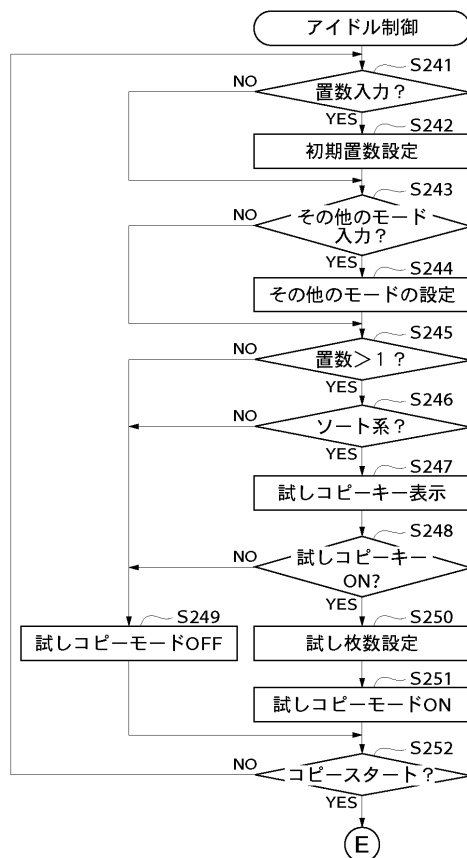 アイドル制御
S241
NO
置数入力？
YES
S242
初期置数設定
S243
NO
その他のモード
入力？
YES
S244
その他のモードの設定
S245
NO
置数＞1？
YES
S246
NO
ソート系？
YES
S247
試しコピーキー表示
S248
NO
試しコピーキー
ON?
YES
S249
S250
試しコピーモードOFF
試し枚数設定
S251
試しコピーモードON
S252
NO
コピースタート？
YES
E